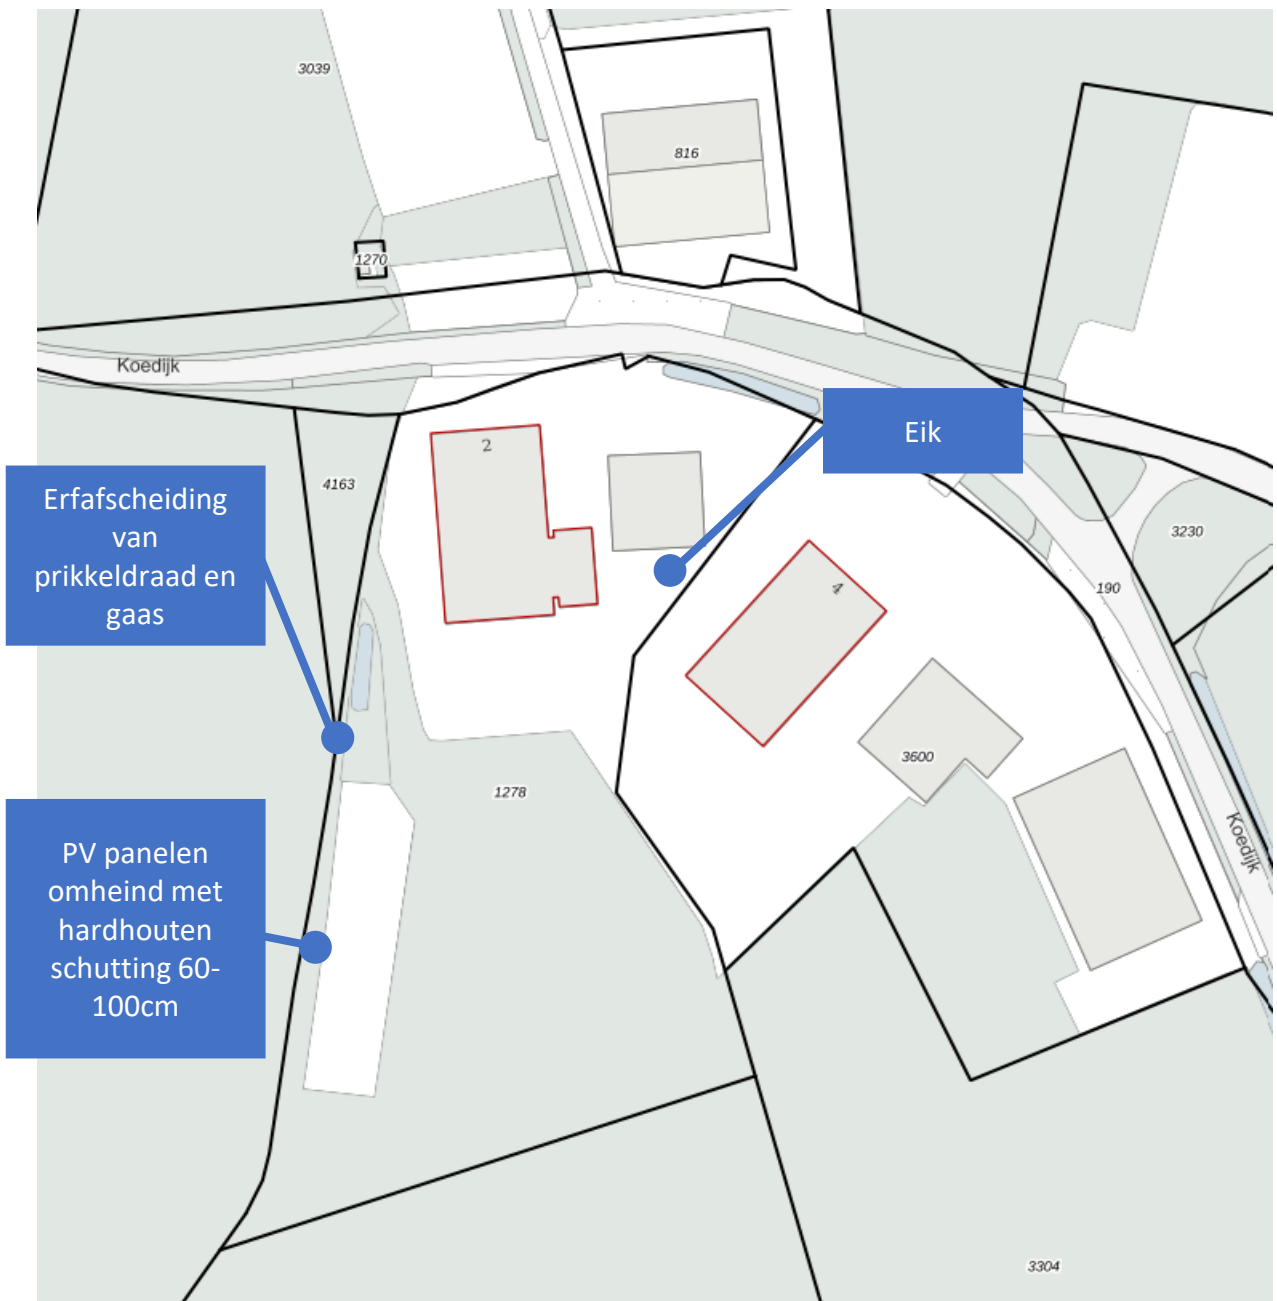 3039
816
1270
Koedijk
Eik
2
4163
Erfafscheiding
van
prikkeldraad en
gaas
3230
190
4
3600
1278
PV panelen
omheind met
hardhouten
schutting 60-
100cm
Koedijk
3304